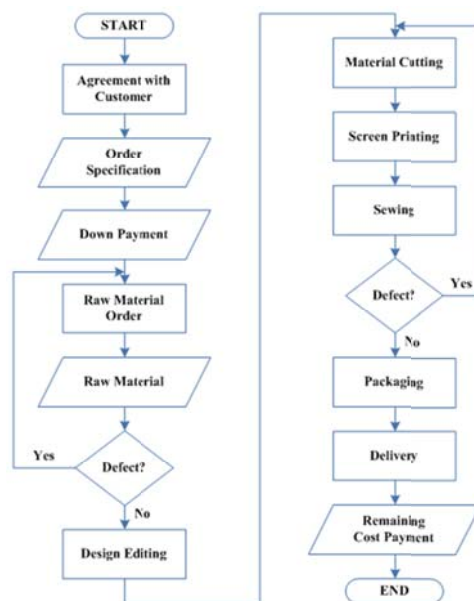 START
Agreement with
Customer
Order
Specification
Down Payment
Raw Material
Order
Raw Material
Defect?
Yes
No
Design Editing
Material Cutting
Screen Printing
Sewing
Defect?
Yes
No
Packaging
Delivery
Remaining
Cost Payment
END